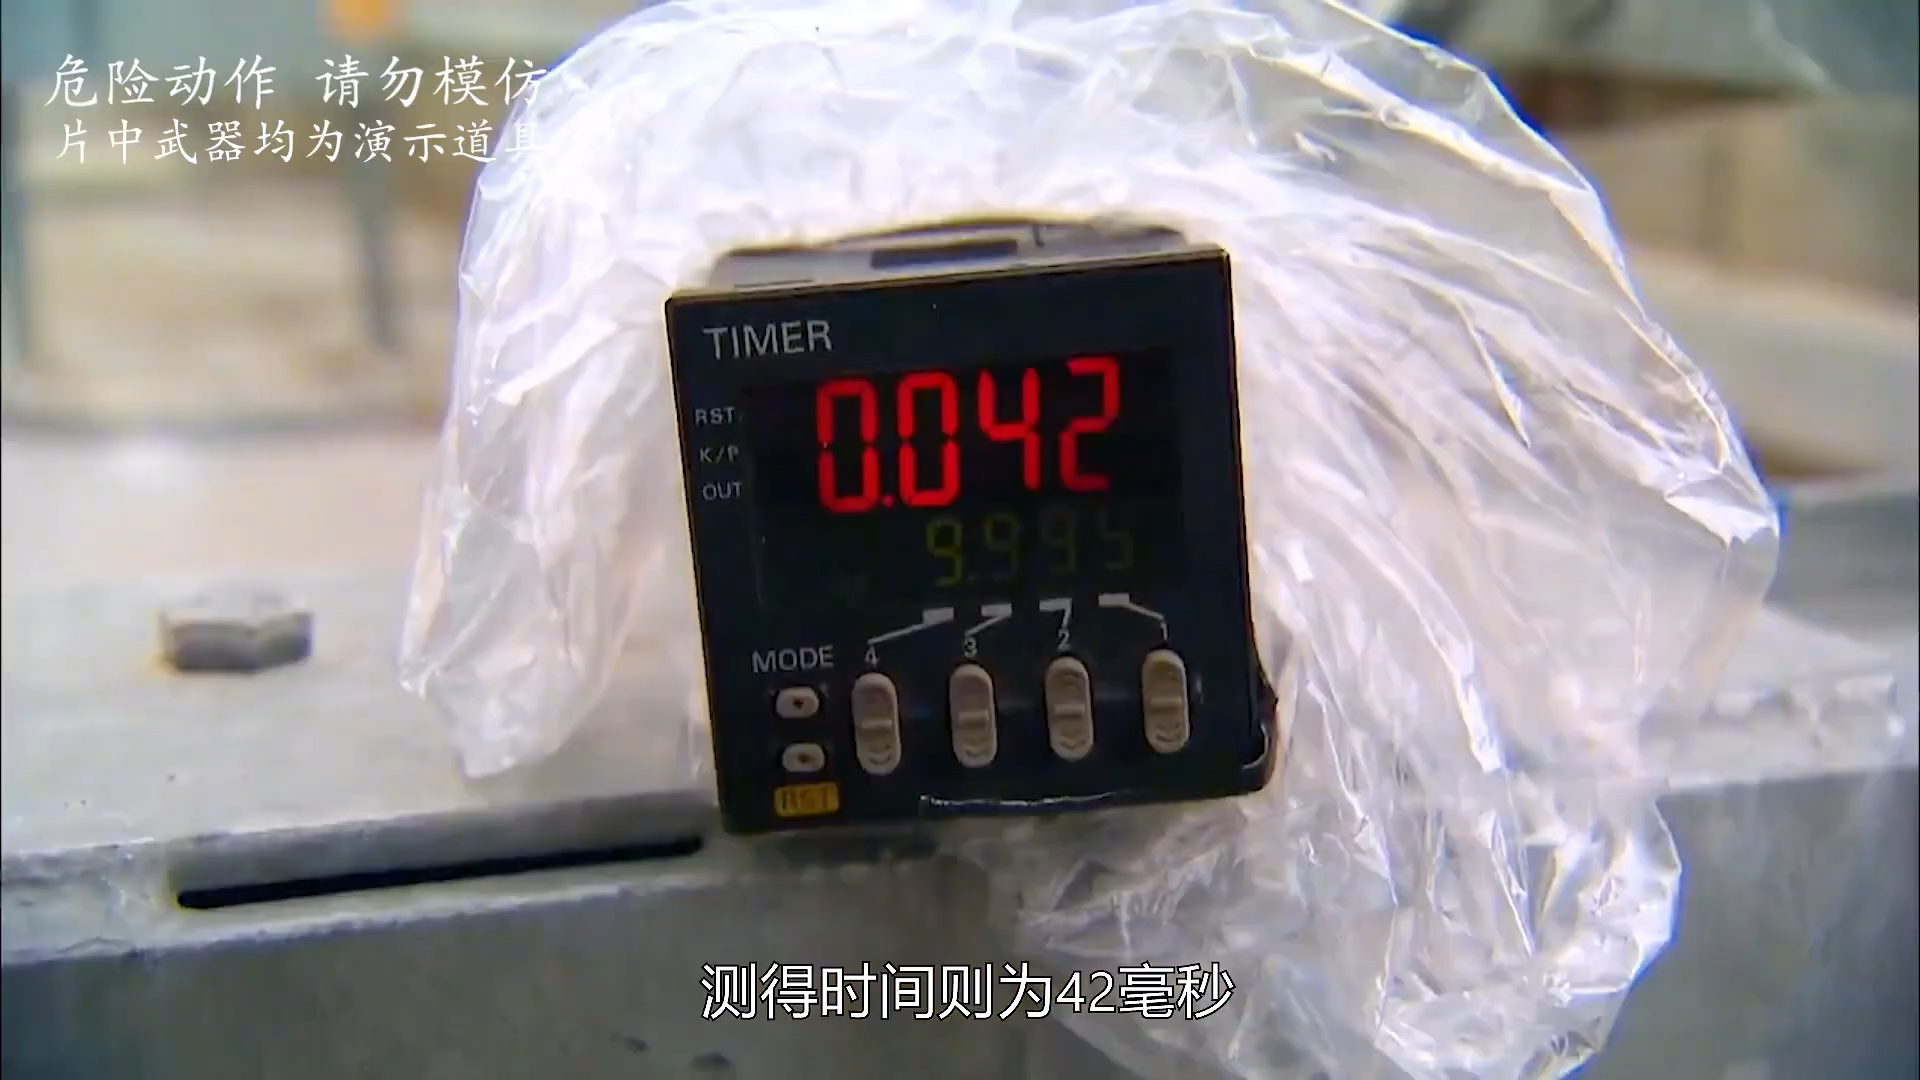 危险动作 请勿模仿
片中武器均为演示道具
TIMER
RST
K/P
OUT
0.042
9.995
MODE
4 3 2 1
RST
测得时间则为42毫秒